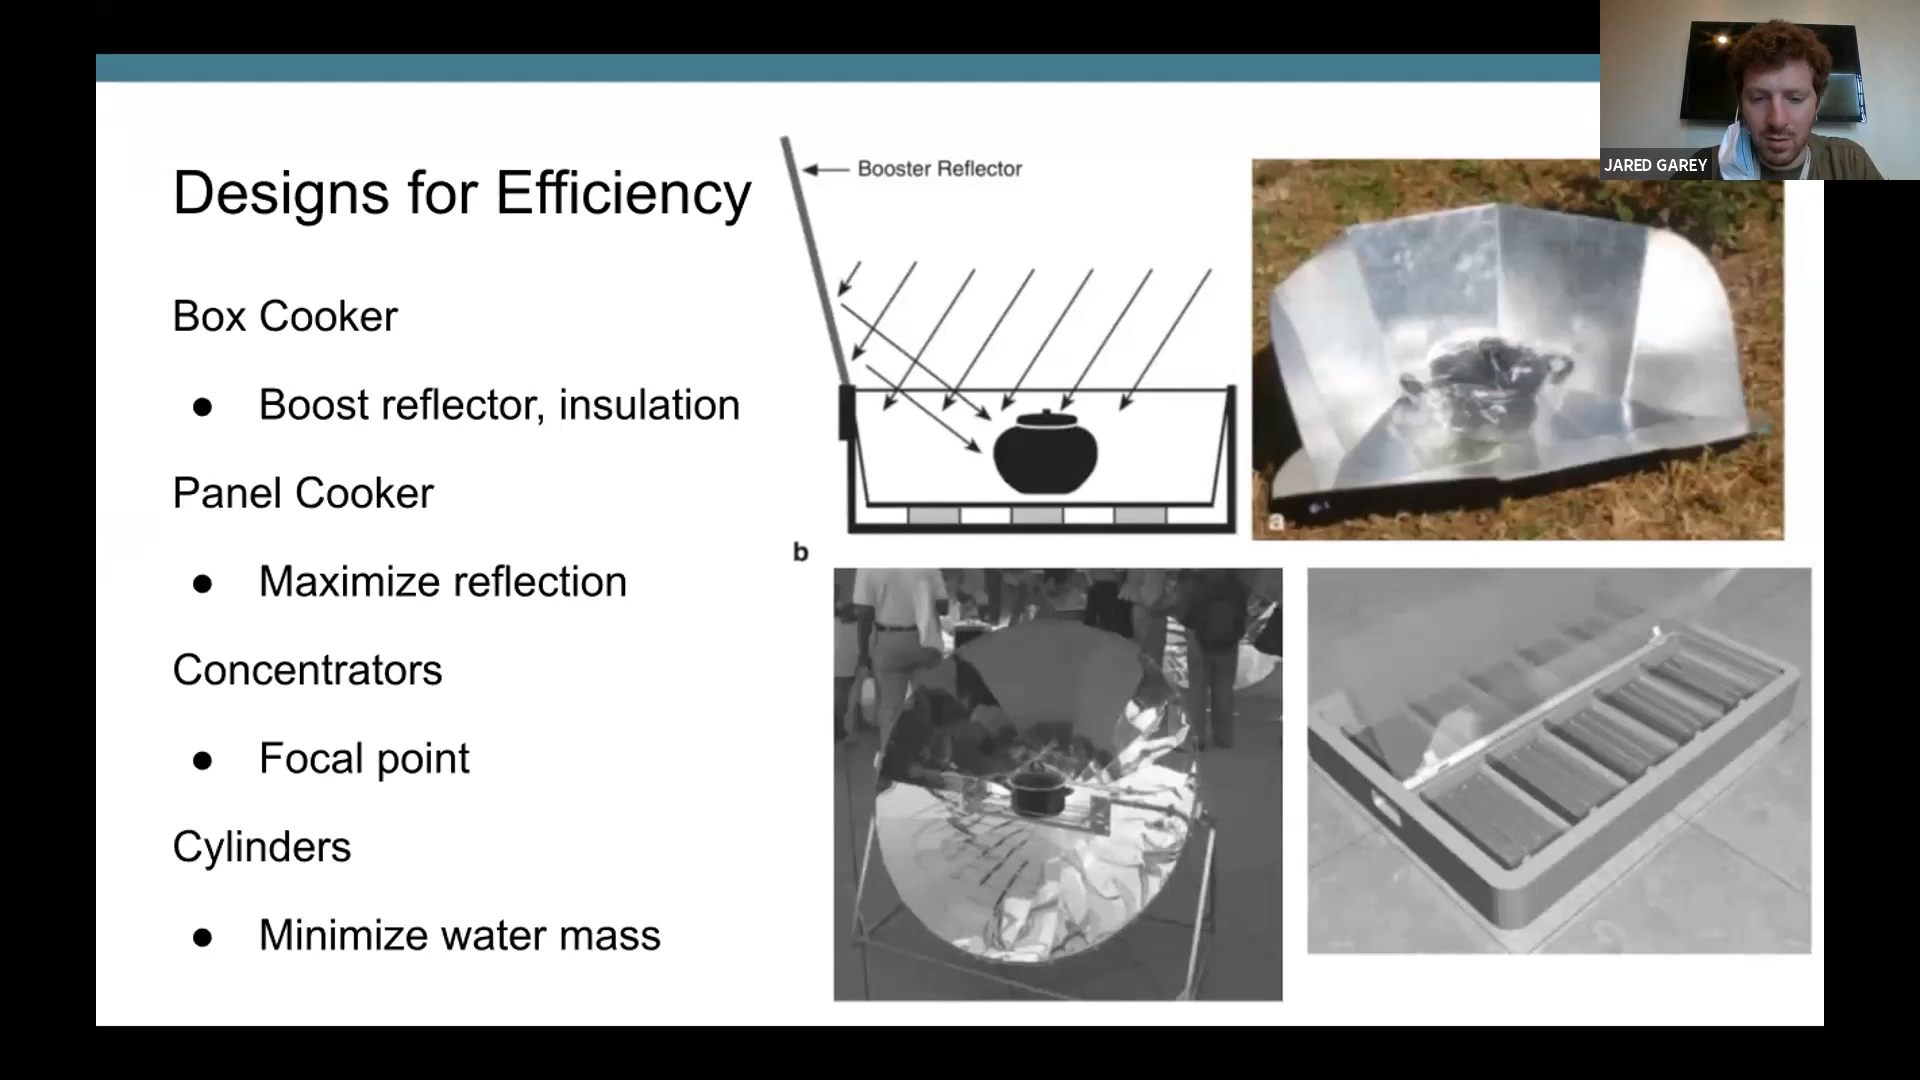 Designs for Efficiency
Box Cooker
● Boost reflector, insulation
Panel Cooker
● Maximize reflection
Concentrators
● Focal point
Cylinders
● Minimize water mass
Booster Reflector
b
a
JARED GAREY